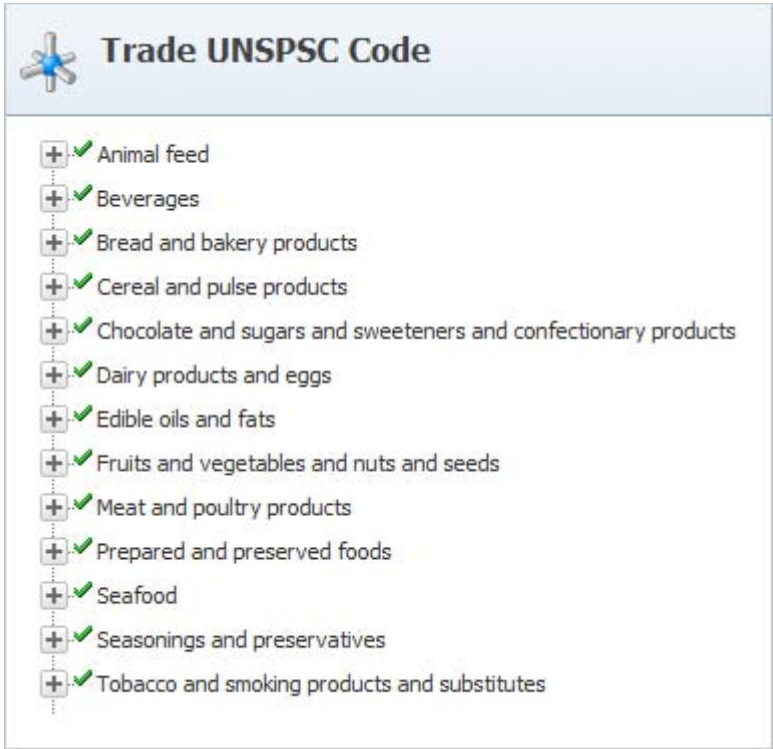 Trade UNSPSC Code
Animal feed
Beverages
Bread and bakery products
Cereal and pulse products
Chocolate and sugars and sweeteners and confectionary products
Dairy products and eggs
Edible oils and fats
Fruits and vegetables and nuts and seeds
Meat and poultry products
Prepared and preserved foods
Seafood
Seasonings and preservatives
Tobacco and smoking products and substitutes